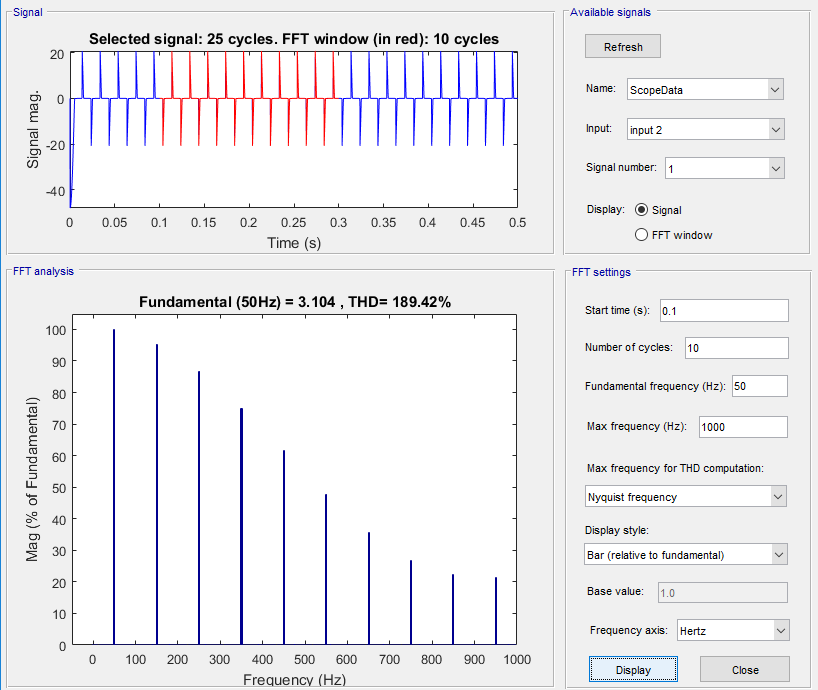 Signal
Selected signal: 25 cycles. FFT window (in red): 10 cycles
20
0
-20
-40
Signal mag.
0 0.05 0.1 0.15 0.2 0.25 0.3 0.35 0.4 0.45 0.5
Time (s)
Available signals
Refresh
Name: ScopeData
Input: input 2
Signal number: 1
Display: Signal
FFT window
FFT analysis
Fundamental (50Hz) = 3.104 , THD= 189.42%
100
90
80
70
60
50
40
30
20
10
0
Mag (% of Fundamental)
0 100 200 300 400 500 600 700 800 900 1000
Frequency (Hz)
FFT settings
Start time (s): 0.1
Number of cycles: 10
Fundamental frequency (Hz): 50
Max frequency (Hz): 1000
Max frequency for THD computation:
Nyquist frequency
Display style:
Bar (relative to fundamental)
Base value: 1.0
Frequency axis: Hertz
Display Close